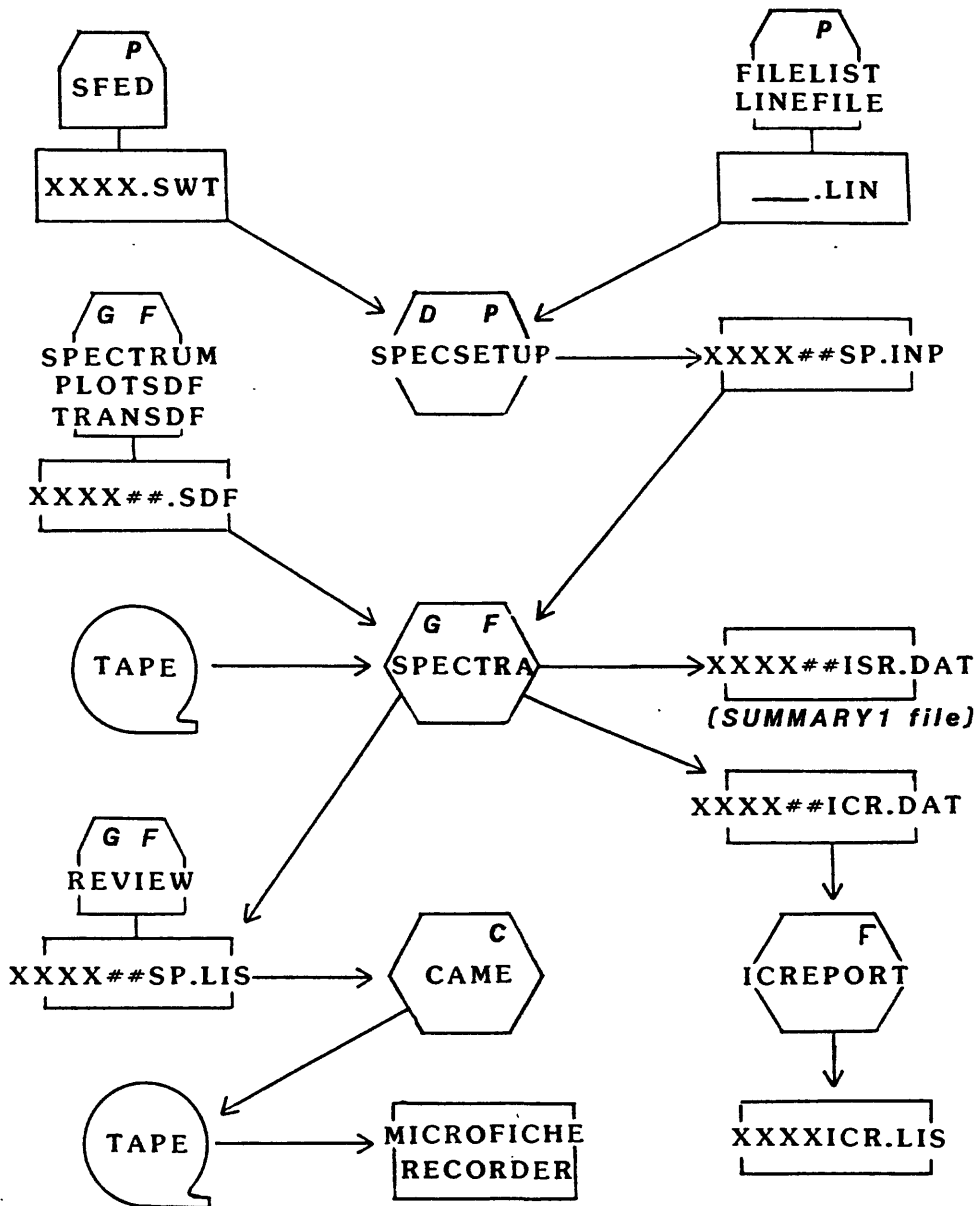 P
SFED
XXXX.SWT
P
FILELIST
LINEFILE
____.LIN
G F
SPECTRUM
PLOTSDF
TRANSDF
XXXX##.SDF
D P
SPECSETUP
XXXX##SP.INP
TAPE
G F
SPECTRA
XXXX##ISR.DAT
(SUMMARY1 file)
XXXX##ICR.DAT
G F
REVIEW
XXXX##SP.LIS
C
CAME
F
ICREPORT
TAPE
MICROFICHE
RECORDER
XXXXICR.LIS